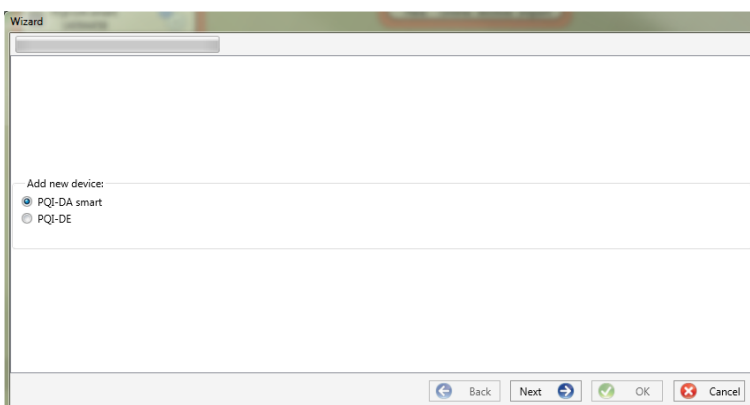 Wizard
Add new device:
PQI-DA smart
PQI-DE
Back Next OK Cancel